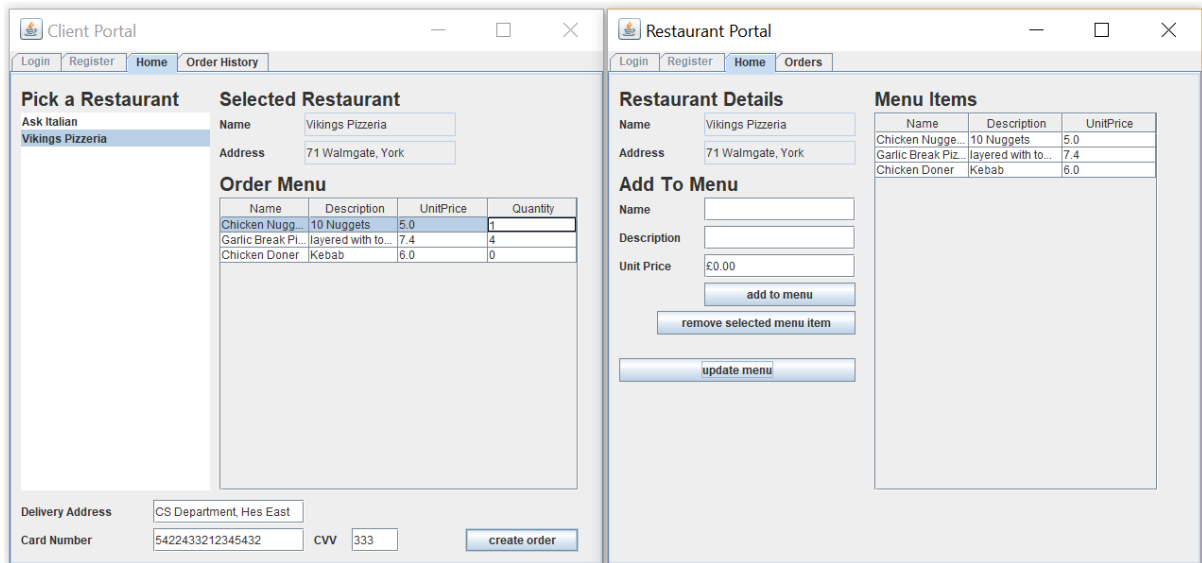 Client Portal
Login Register Home Order History
Pick a Restaurant
Ask Italian
Vikings Pizzeria
Selected Restaurant
Name Vikings Pizzeria
Address 71 Walmgate, York
Order Menu
Name Description UnitPrice Quantity
Chicken Nugg... 10 Nuggets 5.0 1
Garlic Break Pi... layered with to... 7.4 4
Chicken Doner Kebab 6.0 0
Delivery Address CS Department, Hes East
Card Number 5422433212345432 CVV 333 create order
Restaurant Portal
Login Register Home Orders
Restaurant Details
Name Vikings Pizzeria
Address 71 Walmgate, York
Add To Menu
Name
Description
Unit Price £0.00
add to menu
remove selected menu item
update menu
Menu Items
Name Description UnitPrice
Chicken Nugge... 10 Nuggets 5.0
Garlic Break Piz... layered with to... 7.4
Chicken Doner Kebab 6.0